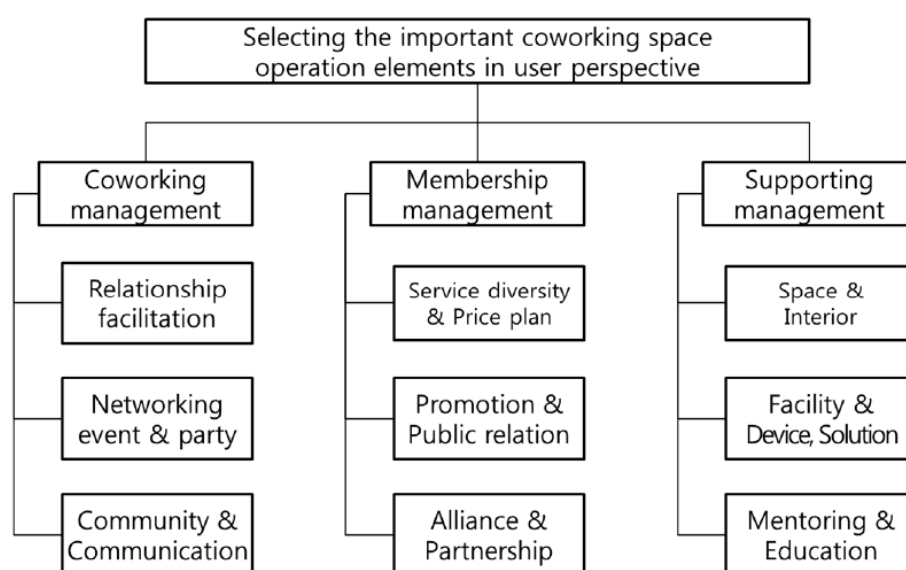 Selecting the important coworking space
operation elements in user perspective
Coworking
management
Relationship
facilitation
Networking
event & party
Community &
Communication
Membership
management
Service diversity
& Price plan
Promotion &
Public relation
Alliance &
Partnership
Supporting
management
Space &
Interior
Facility &
Device, Solution
Mentoring &
Education